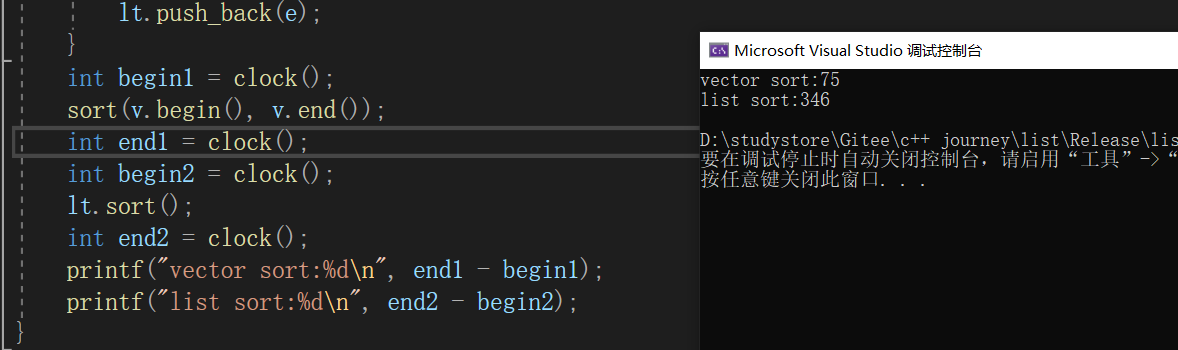 lt.push_back(e);
}
int begin1 = clock();
sort(v.begin(), v.end());
int end1 = clock();
int begin2 = clock();
lt.sort();
int end2 = clock();
printf("vector sort:%d\n", end1 - begin1);
printf("list sort:%d\n", end2 - begin2);
}
Microsoft Visual Studio 调试控制台
vector sort:75
list sort:346
D:\studystore\Gitee\c++ journey\list\Release\lis
要在调试停止时自动关闭控制台，请启用“工具”->“
按任意键关闭此窗口. . .